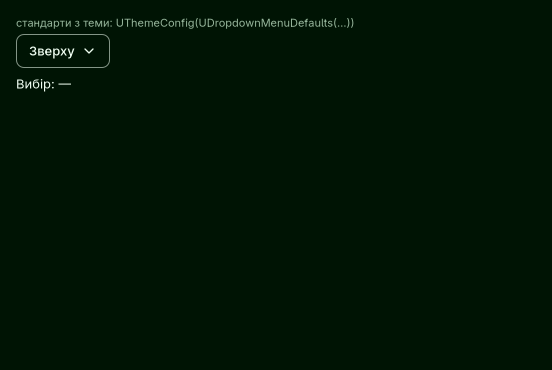 стандарти з теми: UThemeConfig(UDropdownMenuDefaults(...))
Зверху
Вибір: —